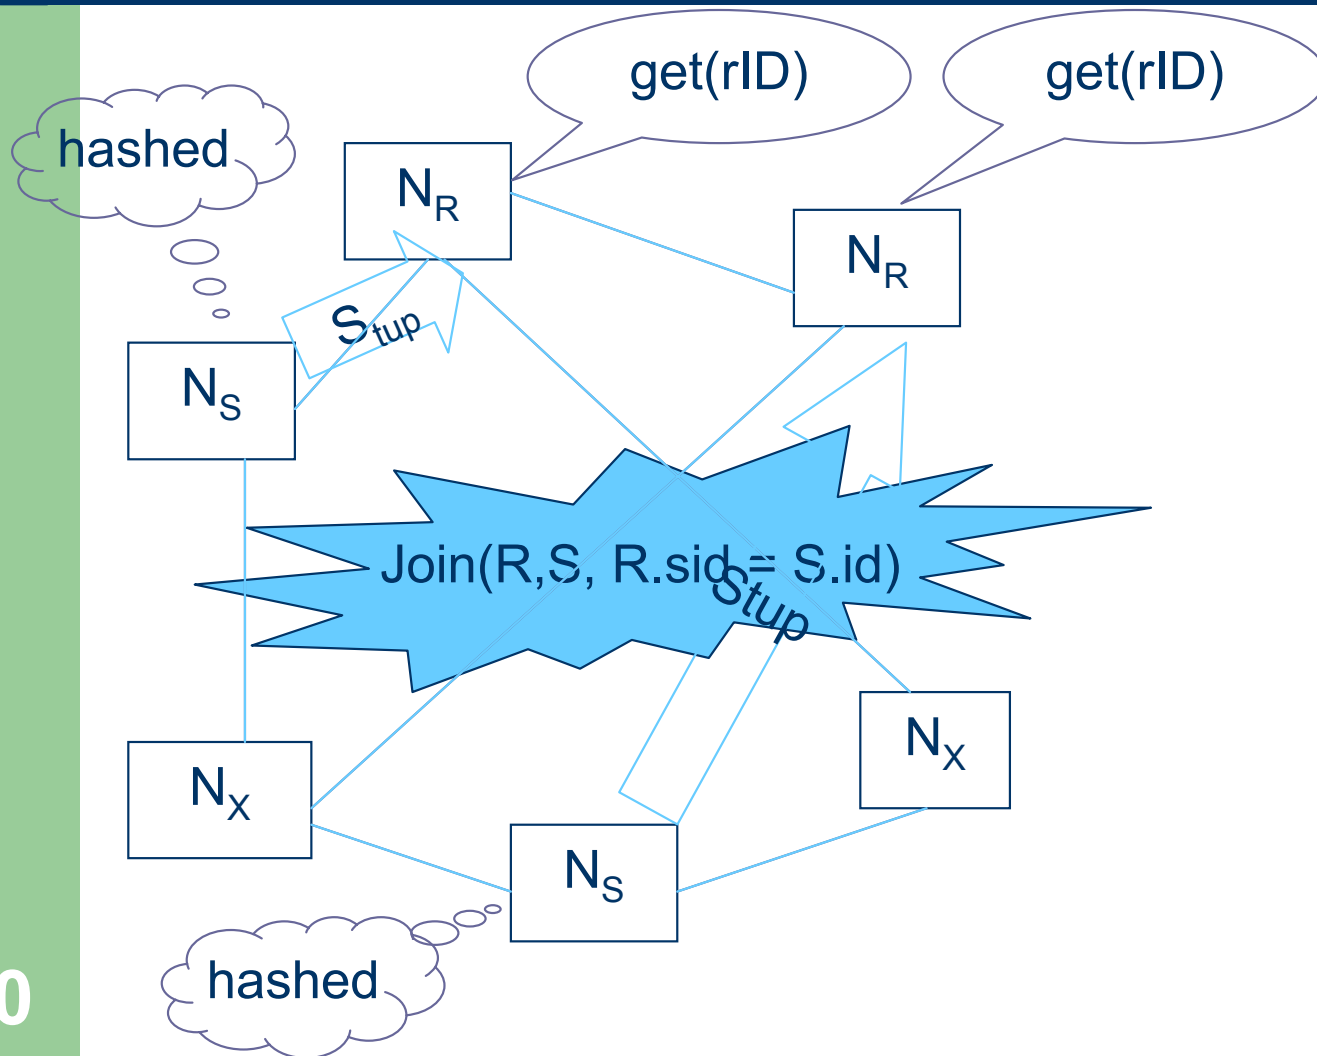 get(rID)
get(rID)
hashed
NR
NR
Stup
NS
Join(R,S, R.sid = S.id)
Stup
NX
NX
NS
hashed
0